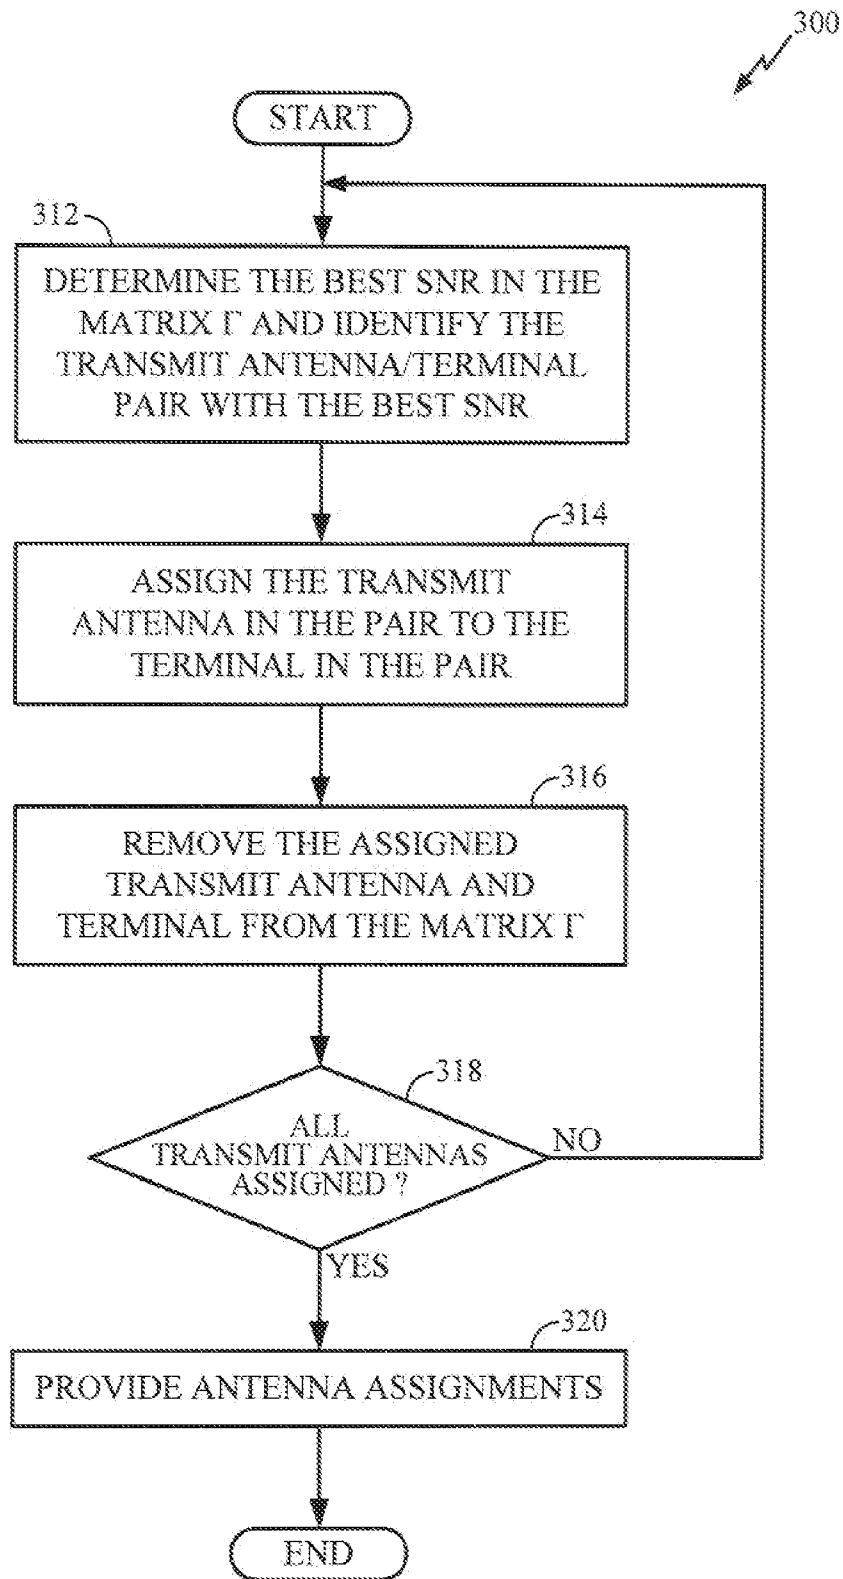 300
START
312
DETERMINE THE BEST SNR IN THE
MATRIX Γ AND IDENTIFY THE
TRANSMIT ANTENNA/TERMINAL
PAIR WITH THE BEST SNR
314
ASSIGN THE TRANSMIT
ANTENNA IN THE PAIR TO THE
TERMINAL IN THE PAIR
316
REMOVE THE ASSIGNED
TRANSMIT ANTENNA AND
TERMINAL FROM THE MATRIX Γ
318
ALL
TRANSMIT ANTENNAS
ASSIGNED ?
NO
YES
320
PROVIDE ANTENNA ASSIGNMENTS
END